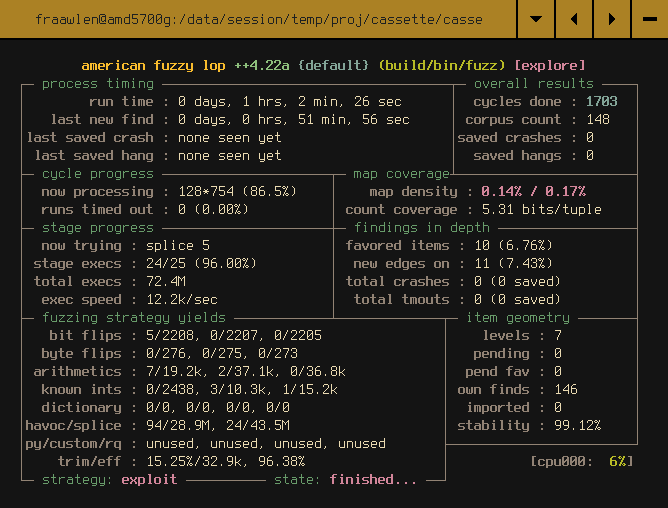 fraawlen@amd5700g:/data/session/temp/proj/cassette/casse
american fuzzy lop ++4.22a {default} (build/bin/fuzz) [explore]
process timing overall results
run time : 0 days, 1 hrs, 2 min, 26 sec cycles done : 1703
last new find : 0 days, 0 hrs, 51 min, 56 sec corpus count : 148
last saved crash : none seen yet saved crashes : 0
last saved hang : none seen yet saved hangs : 0
cycle progress map coverage
now processing : 128*754 (86.5%) map density : 0.14% / 0.17%
runs timed out : 0 (0.00%) count coverage : 5.31 bits/tuple
stage progress findings in depth
now trying : splice 5 favored items : 10 (6.76%)
stage execs : 24/25 (96.00%) new edges on : 11 (7.43%)
total execs : 72.4M total crashes : 0 (0 saved)
exec speed : 12.2k/sec total tmouts : 0 (0 saved)
fuzzing strategy yields item geometry
bit flips : 5/2208, 0/2207, 0/2205 levels : 7
byte flips : 0/276, 0/275, 0/273 pending : 0
arithmetics : 7/19.2k, 2/37.1k, 0/36.8k pend fav : 0
known ints : 0/2438, 3/10.3k, 1/15.2k own finds : 146
dictionary : 0/0, 0/0, 0/0, 0/0 imported : 0
havoc/splice : 94/28.9M, 24/43.5M stability : 99.12%
py/custom/rq : unused, unused, unused, unused
trim/eff : 15.25%/32.9k, 96.38% [cpu000: 6%]
strategy: exploit state: finished...